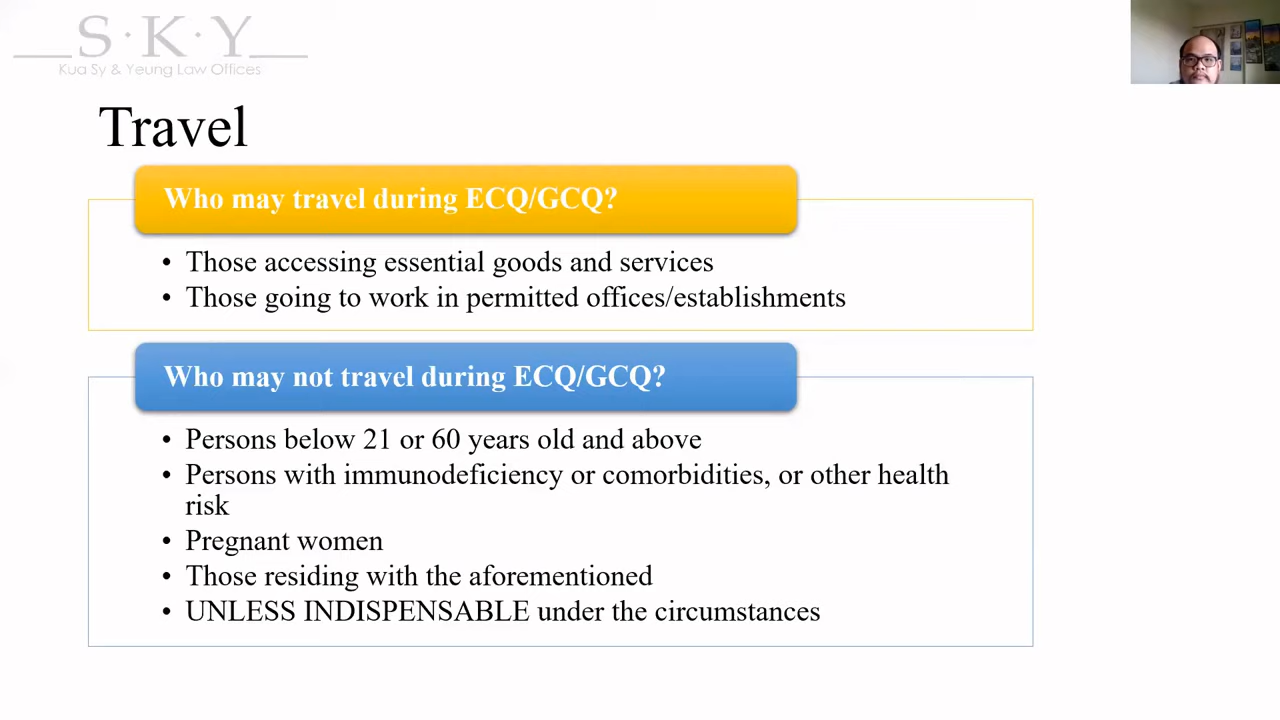 S·K·Y
Kua Sy & Yeung Law Offices
Travel
Who may travel during ECQ/GCQ?
• Those accessing essential goods and services
• Those going to work in permitted offices/establishments
Who may not travel during ECQ/GCQ?
• Persons below 21 or 60 years old and above
• Persons with immunodeficiency or comorbidities, or other health
risk
• Pregnant women
• Those residing with the aforementioned
• UNLESS INDISPENSABLE under the circumstances